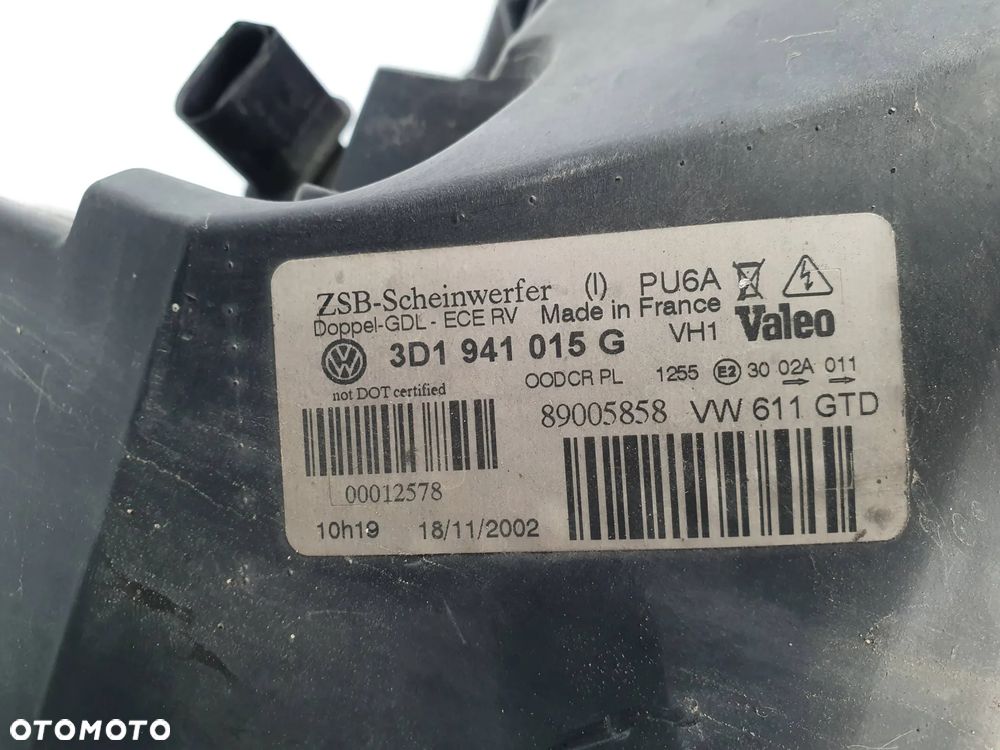 ZSB-Scheinwerfer (I) PU6A
Doppel-GDL - ECE RV Made in France
VW 3D1 941 015 G VH1 Valeo
not DOT certified OODCR PL 1255 E2 30 02A 011
89005858 VW 611 GTD
00012578
10h19 18/11/2002
OTOMOTO